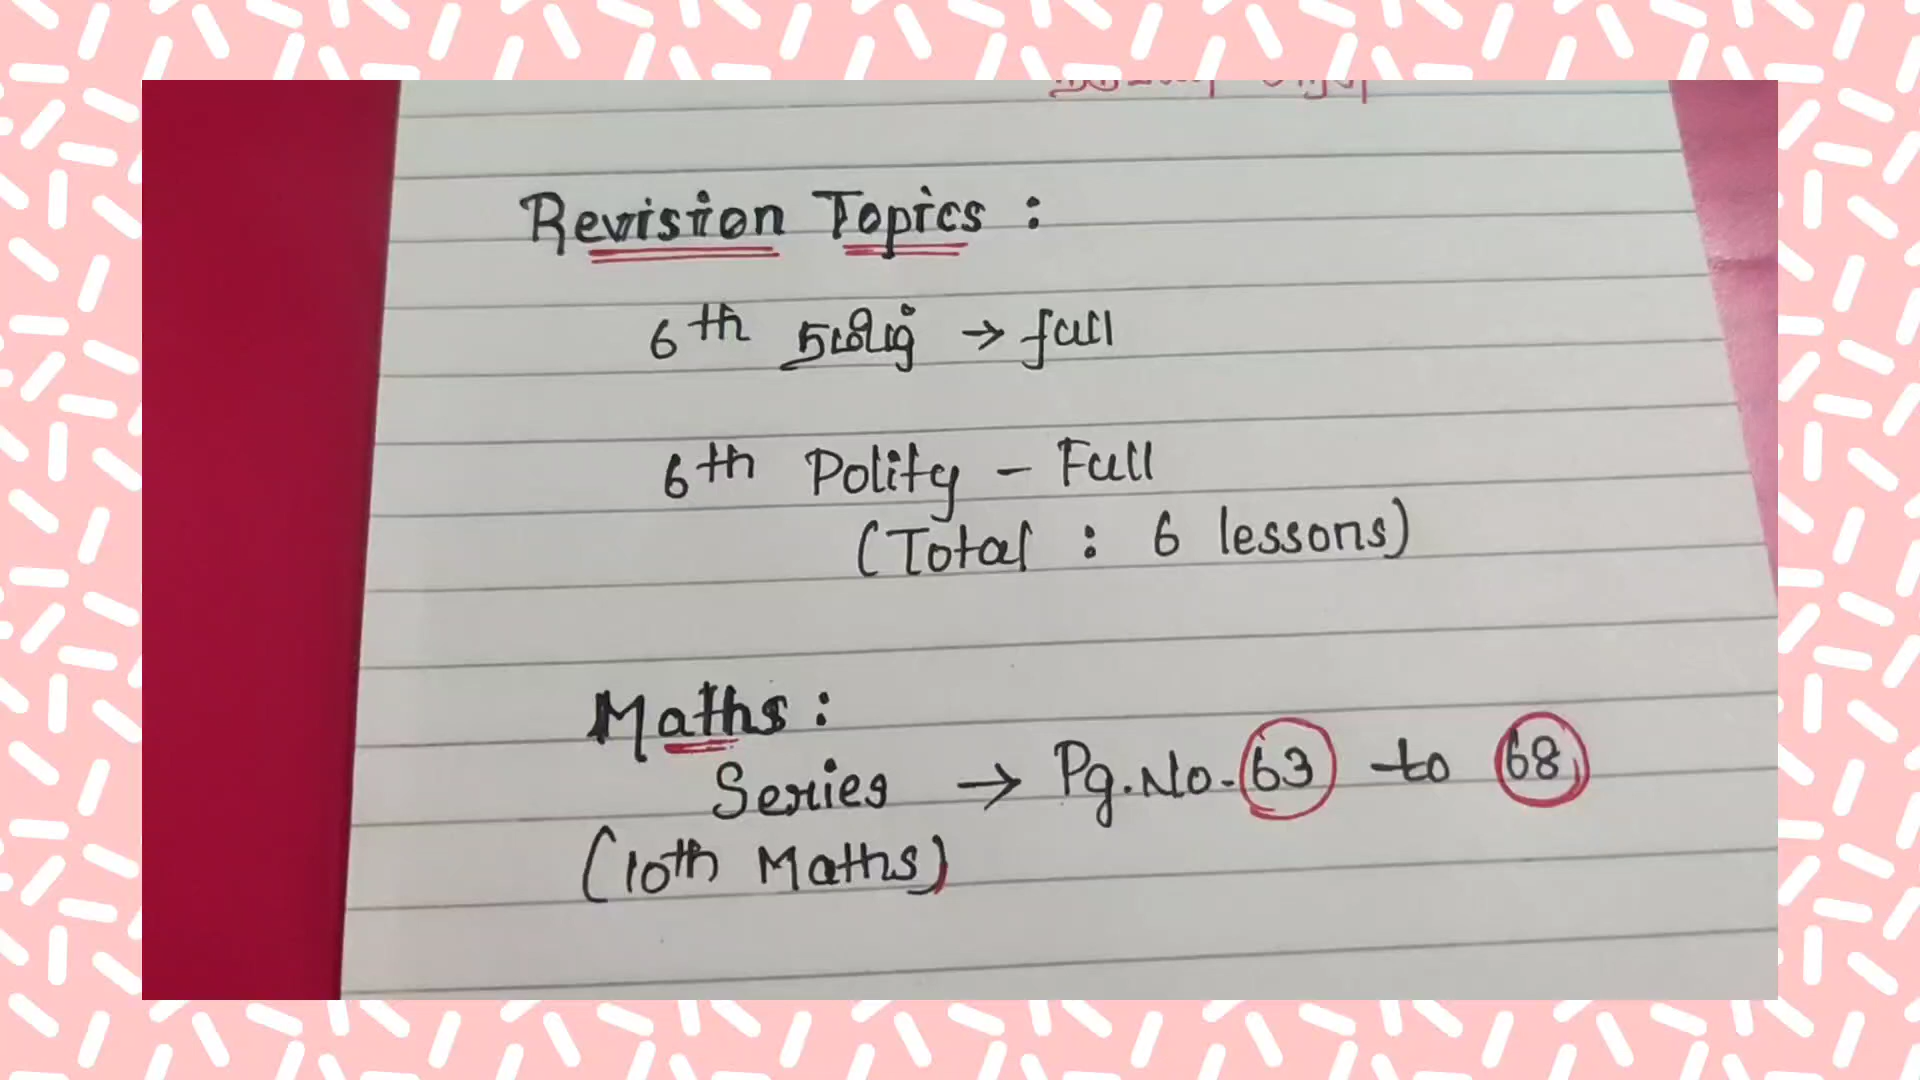 Revision Topics :
6th தமிழ் → full
6th Polity - Full
(Total : 6 lessons)
Maths :
Series → Pg.No.63 to 68
(10th Maths)